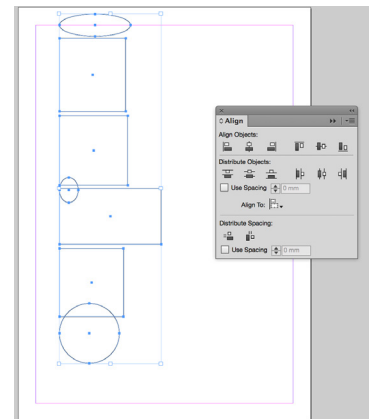 Align
Align Objects:
Distribute Objects:
Use Spacing 0 mm
Align To:
Distribute Spacing:
Use Spacing 0 mm